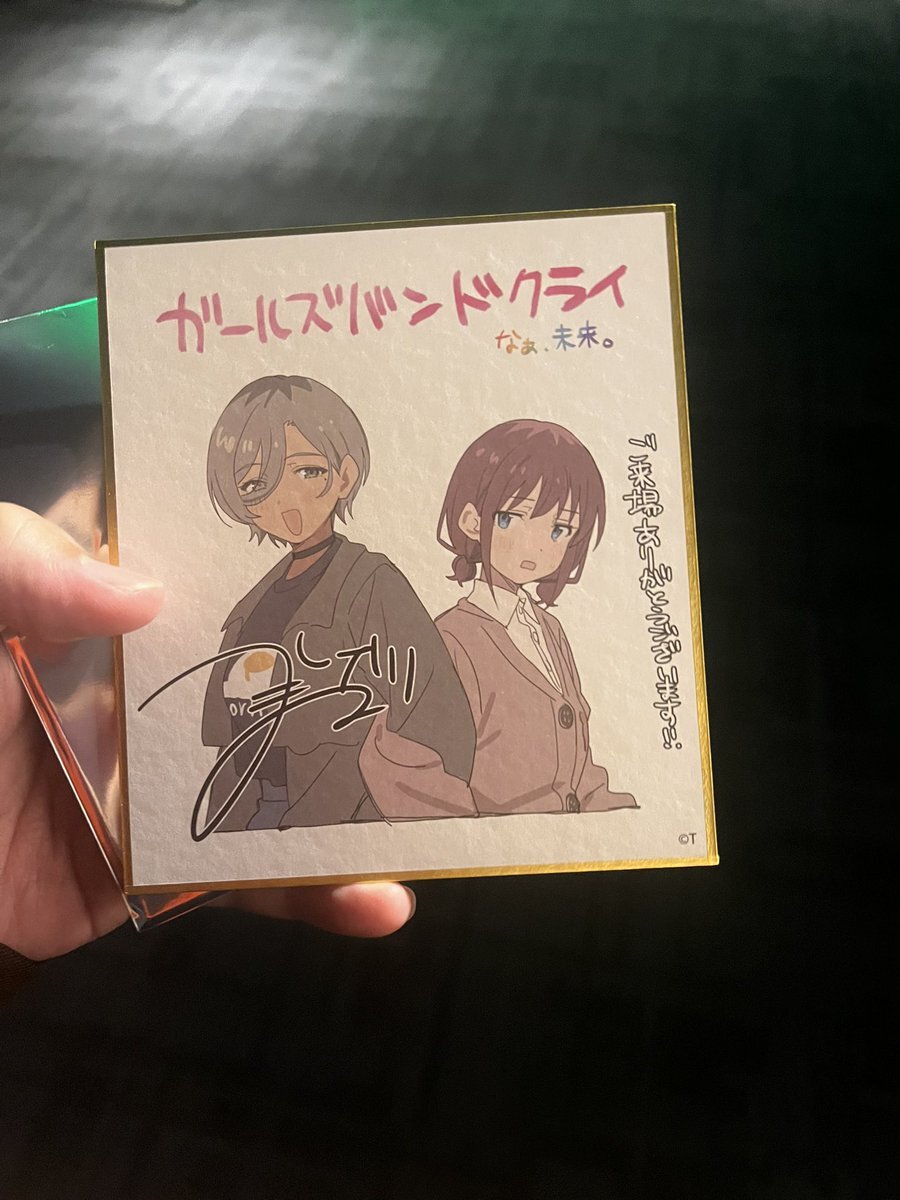 ガールズバンドクライ
なぁ、未来。
ご来場ありがとうございます
©T